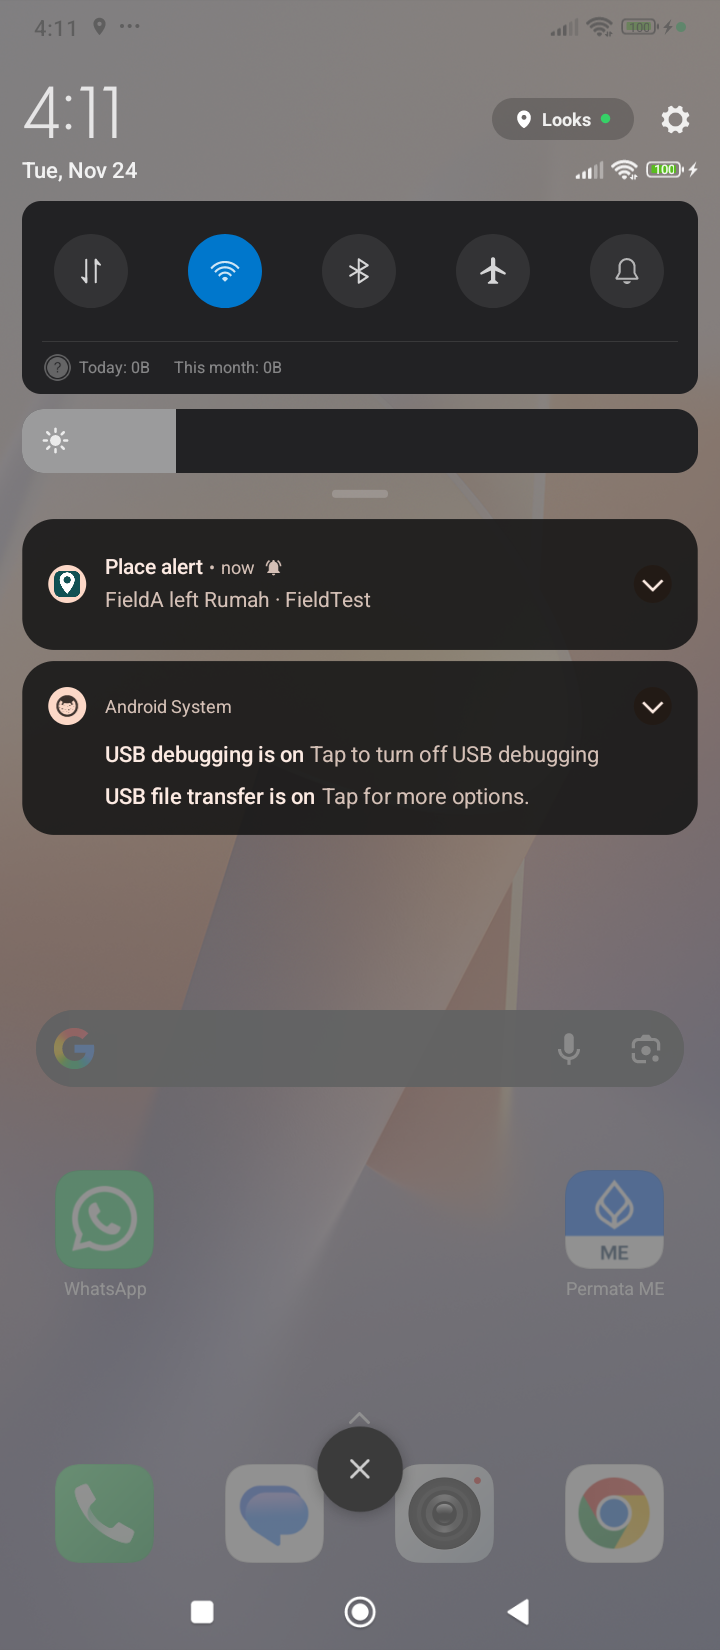 4:11
100
4:11
Looks
Tue, Nov 24
100
? Today: 0B This month: 0B
Place alert • now
FieldA left Rumah · FieldTest
Android System
USB debugging is on Tap to turn off USB debugging
USB file transfer is on Tap for more options.
G
ME
WhatsApp
Permata ME